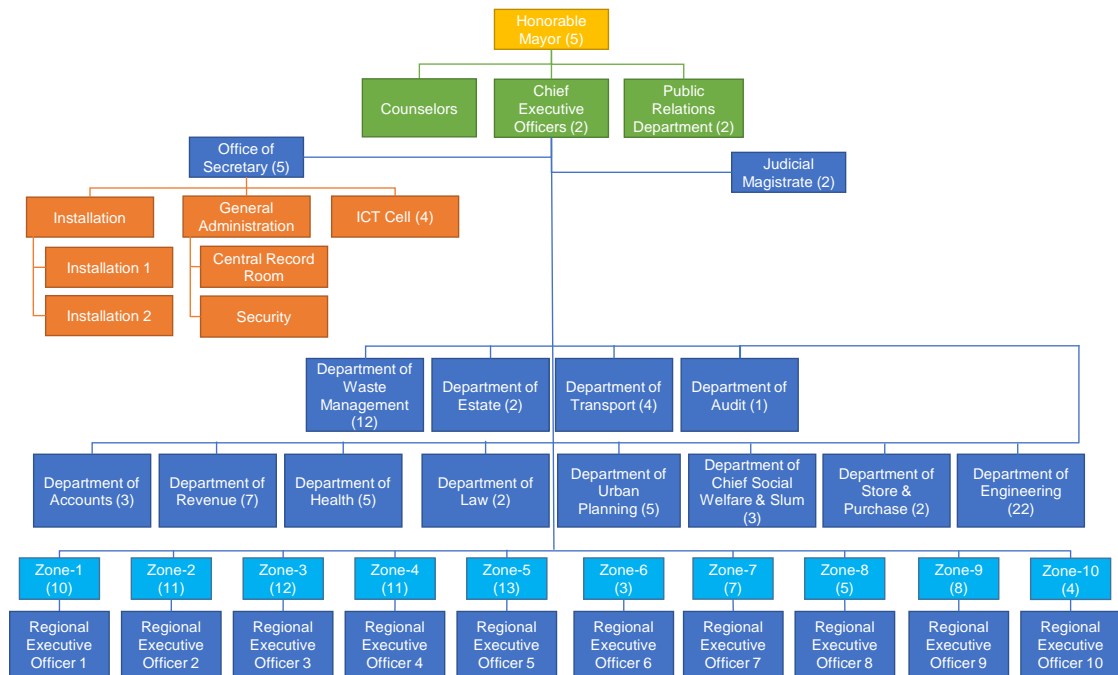 Honorable
Mayor (5)
Counselors
Chief
Executive
Officers (2)
Public
Relations
Department (2)
Office of
Secretary (5)
Judicial
Magistrate (2)
Installation
General
Administration
ICT Cell (4)
Installation 1
Central Record
Room
Installation 2
Security
Department of
Waste
Management
(12)
Department of
Estate (2)
Department of
Transport (4)
Department of
Audit (1)
Department of
Accounts (3)
Department of
Revenue (7)
Department of
Health (5)
Department of
Law (2)
Department of
Urban
Planning (5)
Department of
Chief Social
Welfare & Slum
(3)
Department of
Store &
Purchase (2)
Department of
Engineering
(22)
Zone-1
(10)
Zone-2
(11)
Zone-3
(12)
Zone-4
(11)
Zone-5
(13)
Zone-6
(3)
Zone-7
(7)
Zone-8
(5)
Zone-9
(8)
Zone-10
(4)
Regional
Executive
Officer 1
Regional
Executive
Officer 2
Regional
Executive
Officer 3
Regional
Executive
Officer 4
Regional
Executive
Officer 5
Regional
Executive
Officer 6
Regional
Executive
Officer 7
Regional
Executive
Officer 8
Regional
Executive
Officer 9
Regional
Executive
Officer 10